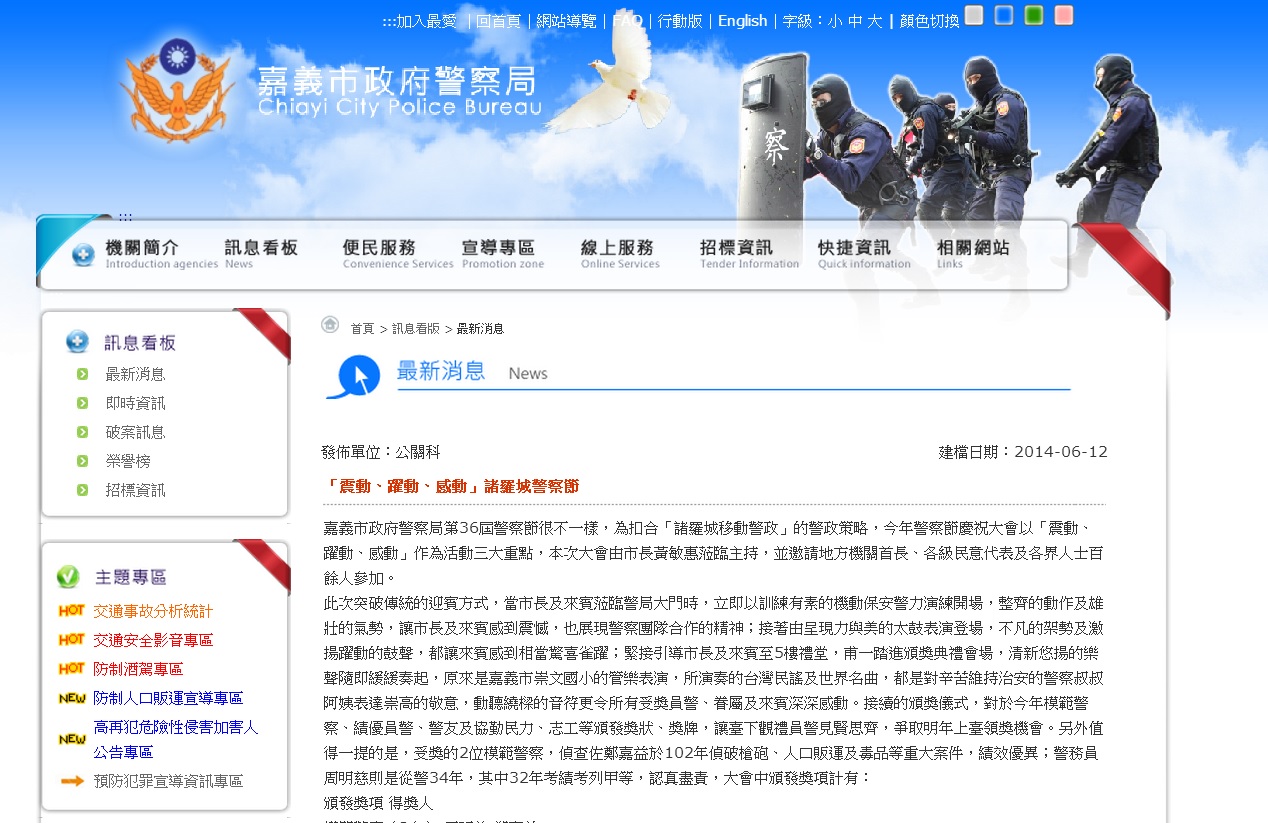 :::加入最愛 | 回首頁 | 網站導覽 | FAQ | 行動版 | English | 字級：小 中 大 | 顏色切換
嘉義市政府警察局
Chiayi City Police Bureau
察
:::
機關簡介 訊息看板 便民服務 宣導專區 線上服務 招標資訊 快捷資訊 相關網站
Introduction agencies News Convenience Services Promotion zone Online Services Tender Information Quick information Links
訊息看板
最新消息
即時資訊
破案訊息
榮譽榜
招標資訊
主題專區
HOT 交通事故分析統計
HOT 交通安全影音專區
HOT 防制酒駕專區
NEW 防制人口販運宣導專區
NEW 高再犯危險性侵害加害人
公告專區
預防犯罪宣導資訊專區
首頁 > 訊息看版 > 最新消息
最新消息 News
發佈單位：公關科 建檔日期：2014-06-12
「震動、躍動、感動」諸羅城警察節
嘉義市政府警察局第36屆警察節很不一樣，為扣合「諸羅城移動警政」的警政策略，今年警察節慶祝大會以「震動、
躍動、感動」作為活動三大重點，本次大會由市長黃敏惠蒞臨主持，並邀請地方機關首長、各級民意代表及各界人士百
餘人參加。
此次突破傳統的迎賓方式，當市長及來賓蒞臨警局大門時，立即以訓練有素的機動保安警力演練開場，整齊的動作及雄
壯的氣勢，讓市長及來賓感到震憾，也展現警察團隊合作的精神；接著由呈現力與美的太鼓表演登場，不凡的架勢及激
揚躍動的鼓聲，都讓來賓感到相當驚喜雀躍；緊接引導市長及來賓至5樓禮堂，甫一踏進頒獎典禮會場，清新悠揚的樂
聲隨即緩緩奏起，原來是嘉義市崇文國小的管樂表演，所演奏的台灣民謠及世界名曲，都是對辛苦維持治安的警察叔叔
阿姨表達崇高的敬意，動聽繞樑的音符更令所有受獎員警、眷屬及來賓深深感動。接續的頒獎儀式，對於今年模範警
察、績優員警、警友及協勤民力、志工等頒發獎狀、獎牌，讓臺下觀禮員警見賢思齊，爭取明年上臺領獎機會。另外值
得一提的是，受獎的2位模範警察，偵查佐鄭嘉益於102年偵破槍砲、人口販運及毒品等重大案件，績效優異；警務員
周明慈則是從警34年，其中32年考績考列甲等，認真盡責，大會中頒發獎項計有：
頒發獎項 得獎人